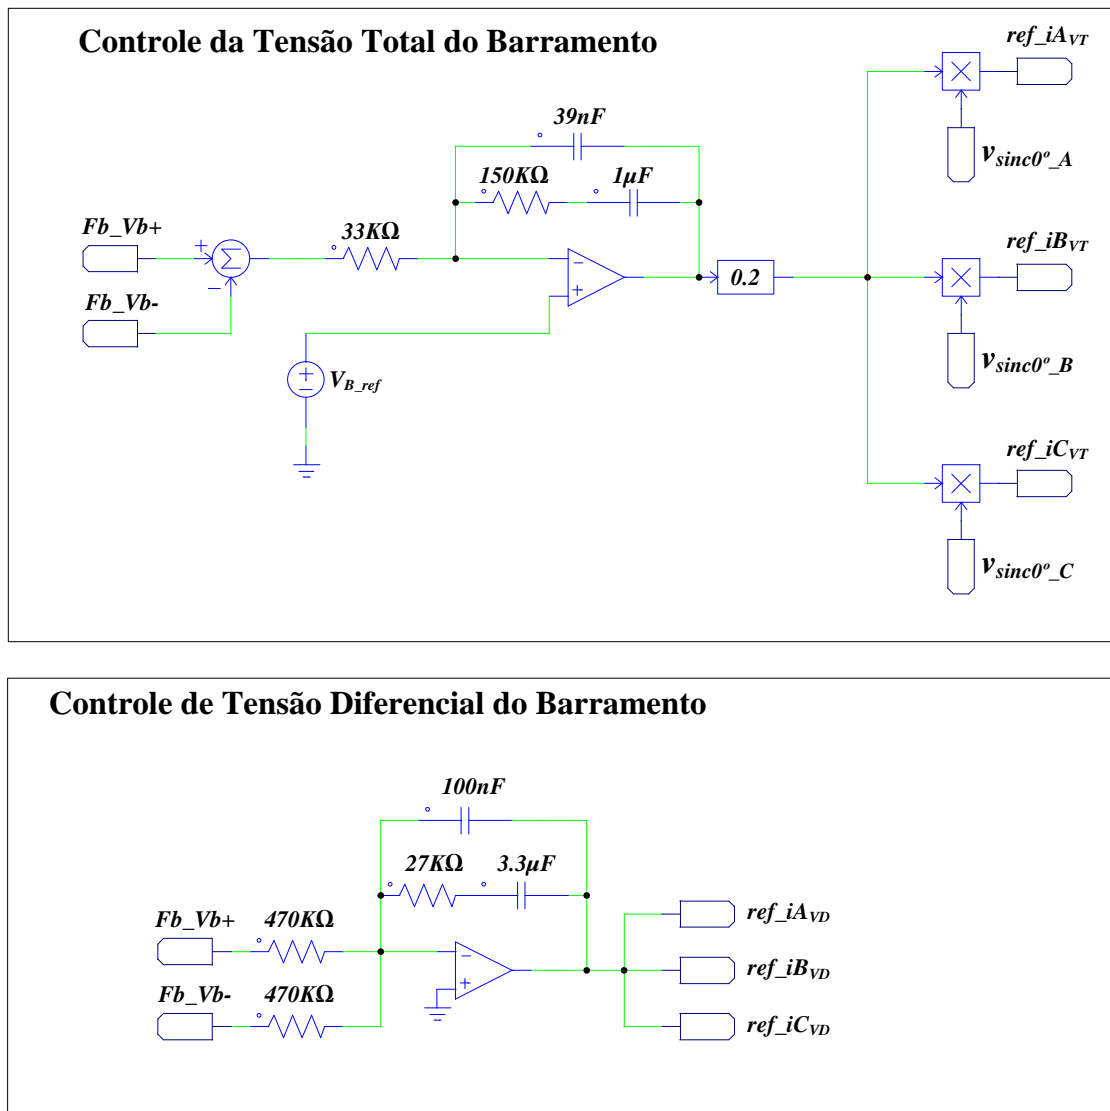 Controle da Tensão Total do Barramento
ref_iA_VT
39nF
v_sinc0º_A
150KΩ
1µF
Fb_Vb+
33KΩ
ref_iB_VT
0.2
Fb_Vb-
v_sinc0º_B
V_B_ref
ref_iC_VT
v_sinc0º_C
Controle de Tensão Diferencial do Barramento
100nF
27KΩ
3.3µF
Fb_Vb+
470KΩ
ref_iA_VD
ref_iB_VD
Fb_Vb-
470KΩ
ref_iC_VD